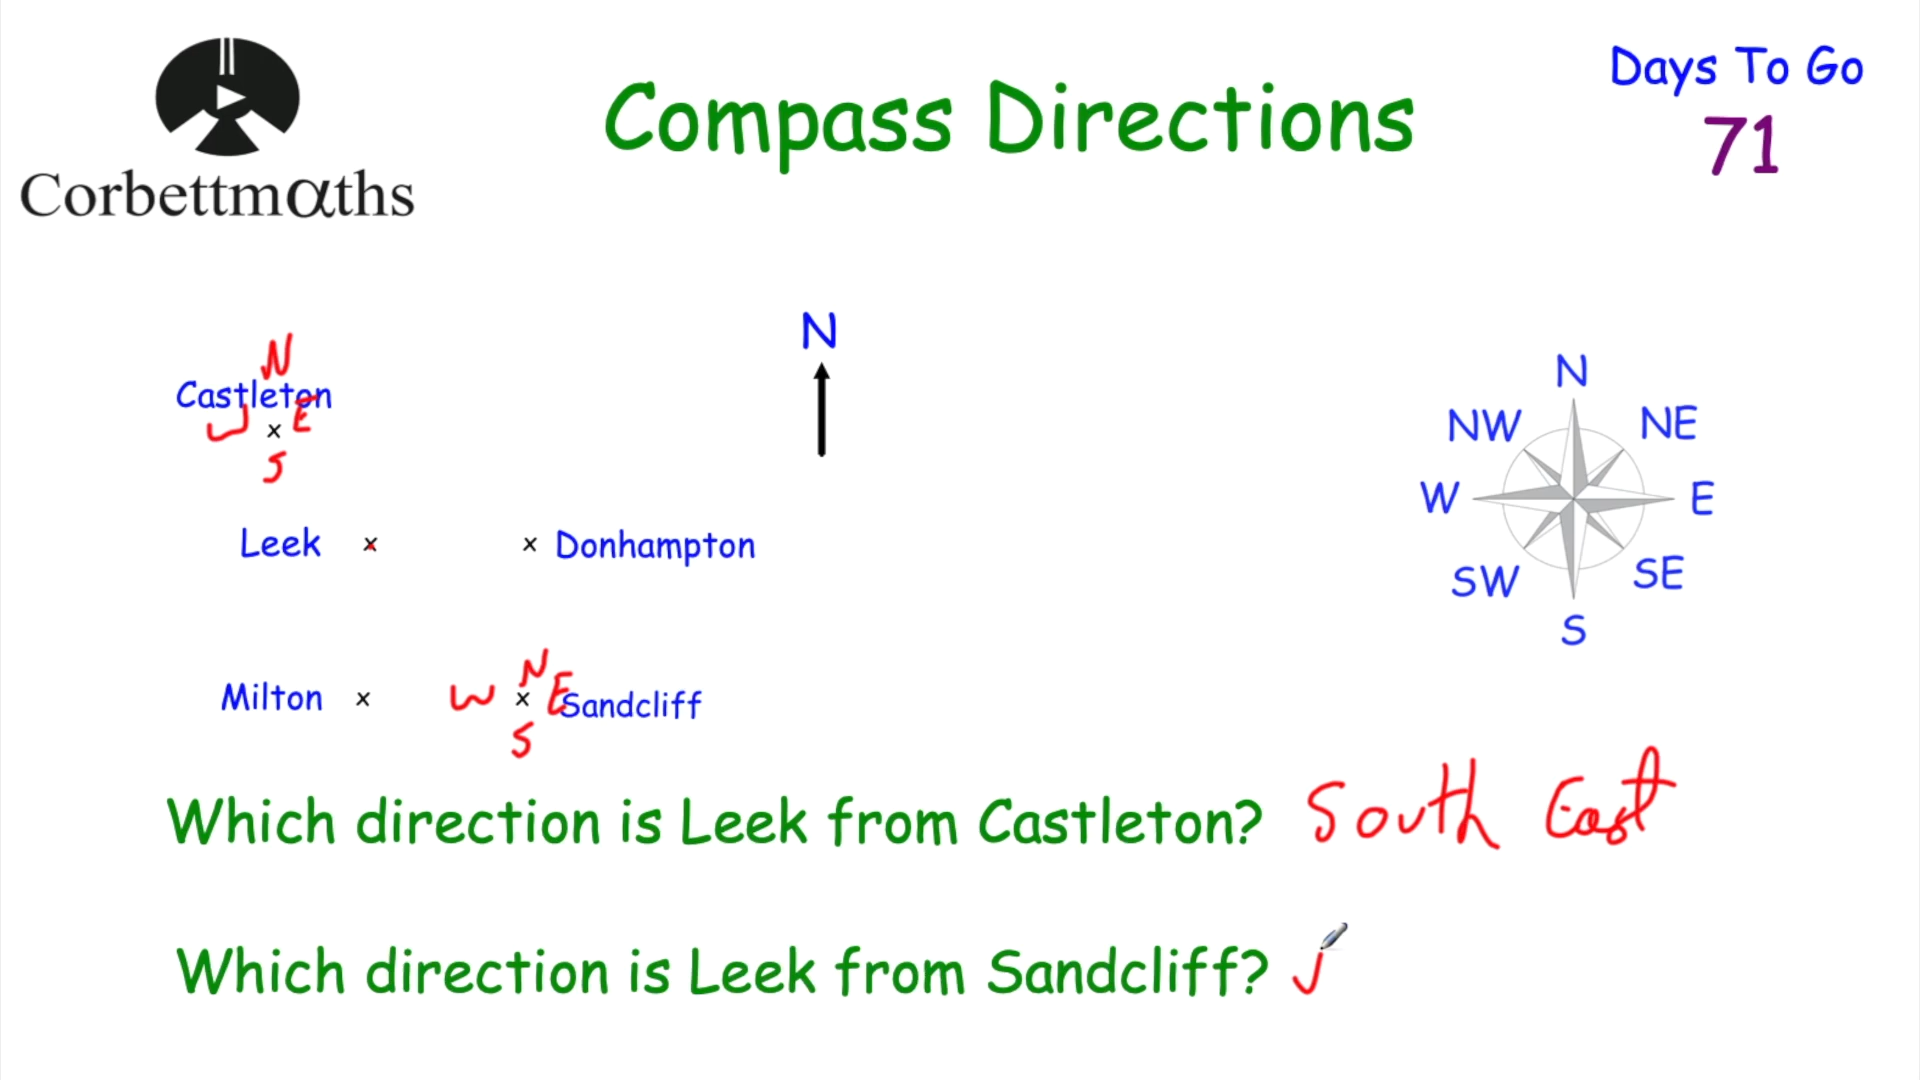 Days To Go
71
Compass Directions
Corbettmαths
N
N
Castleton
E
x
S
N
NW
NE
W
E
SW
SE
S
Leek x
x Donhampton
Milton x
W
N
x
E
Sandcliff
S
Which direction is Leek from Castleton? South East
Which direction is Leek from Sandcliff?